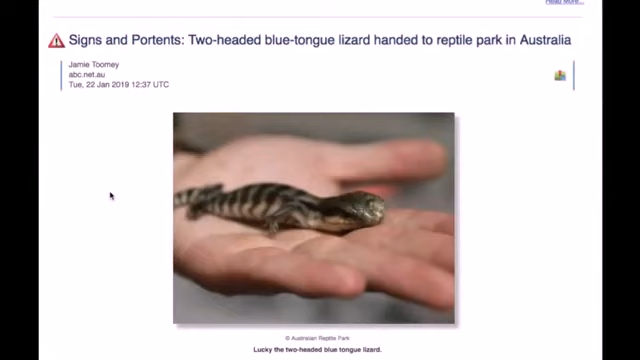 Read More...
Signs and Portents: Two-headed blue-tongue lizard handed to reptile park in Australia
Jamie Toomey
abc.net.au
Tue, 22 Jan 2019 12:37 UTC
© Australian Reptile Park
Lucky the two-headed blue tongue lizard.